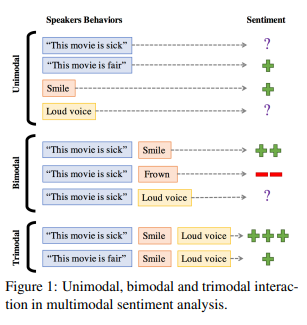 Speakers Behaviors Sentiment
Unimodal
"This movie is sick" ?
"This movie is fair"
Smile
Loud voice ?
Bimodal
"This movie is sick" Smile
"This movie is sick" Frown
"This movie is sick" Loud voice ?
Trimodal
"This movie is sick" Smile Loud voice
"This movie is fair" Smile Loud voice
Figure 1: Unimodal, bimodal and trimodal interac-
tion in multimodal sentiment analysis.